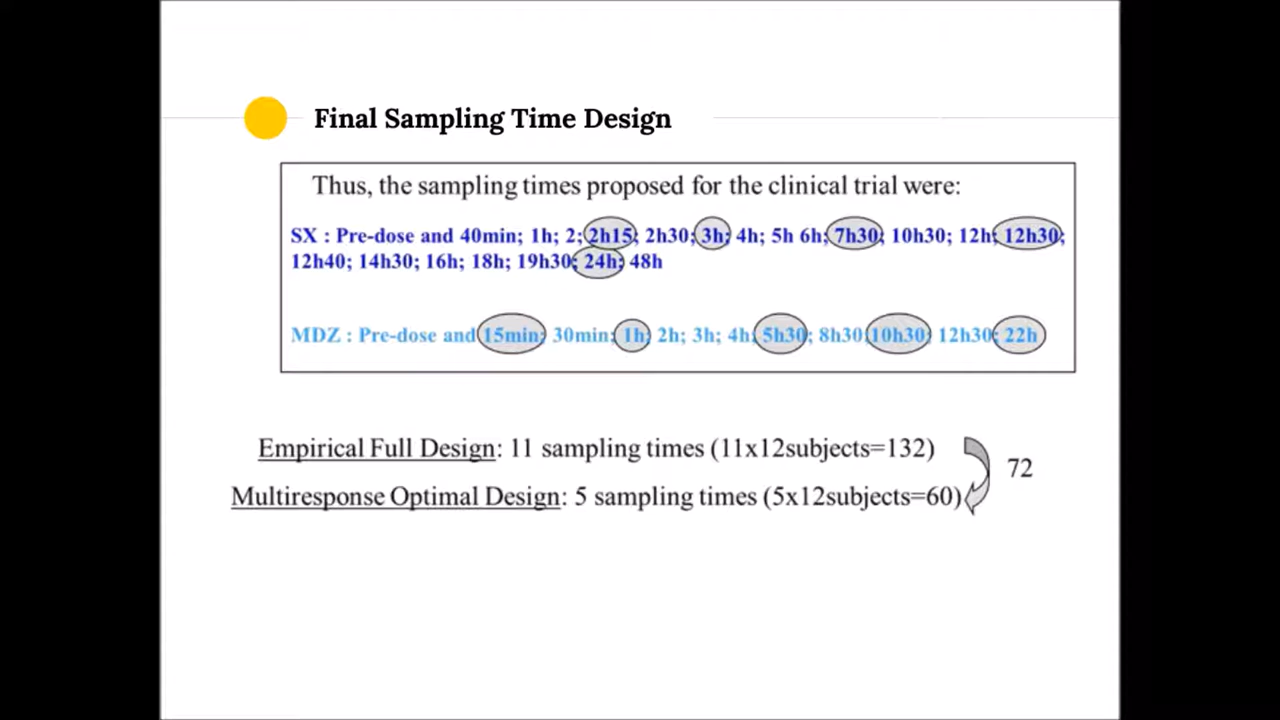 Final Sampling Time Design
Thus, the sampling times proposed for the clinical trial were:
SX : Pre-dose and 40min; 1h; 2; 2h15; 2h30; 3h; 4h; 5h 6h; 7h30; 10h30; 12h; 12h30;
12h40; 14h30; 16h; 18h; 19h30; 24h; 48h
MDZ : Pre-dose and 15min; 30min; 1h; 2h; 3h; 4h; 5h30; 8h30 10h30; 12h30; 22h
Empirical Full Design: 11 sampling times (11x12subjects=132)
72
Multiresponse Optimal Design: 5 sampling times (5x12subjects=60)